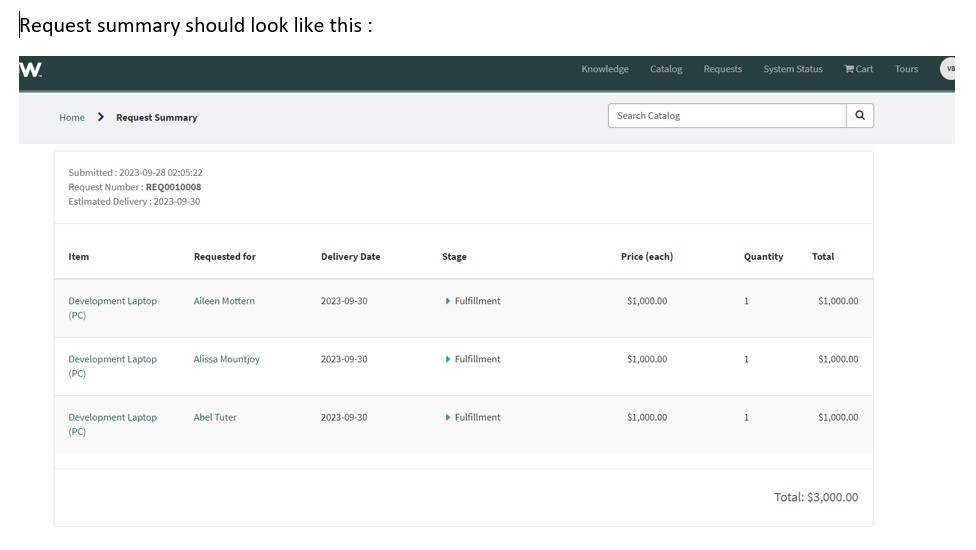 Request summary should look like this :
W.
Knowledge Catalog Requests System Status Cart Tours VB
Home Request Summary Search Catalog
Submitted : 2023-09-28 02:05:22
Request Number : REQ0010008
Estimated Delivery : 2023-09-30
Item Requested for Delivery Date Stage Price (each) Quantity Total
Development Laptop Aileen Mottern 2023-09-30 Fulfillment $1,000.00 1 $1,000.00
(PC)
Development Laptop Alissa Mountjoy 2023-09-30 Fulfillment $1,000.00 1 $1,000.00
(PC)
Development Laptop Abel Tuter 2023-09-30 Fulfillment $1,000.00 1 $1,000.00
(PC)
Total: $3,000.00